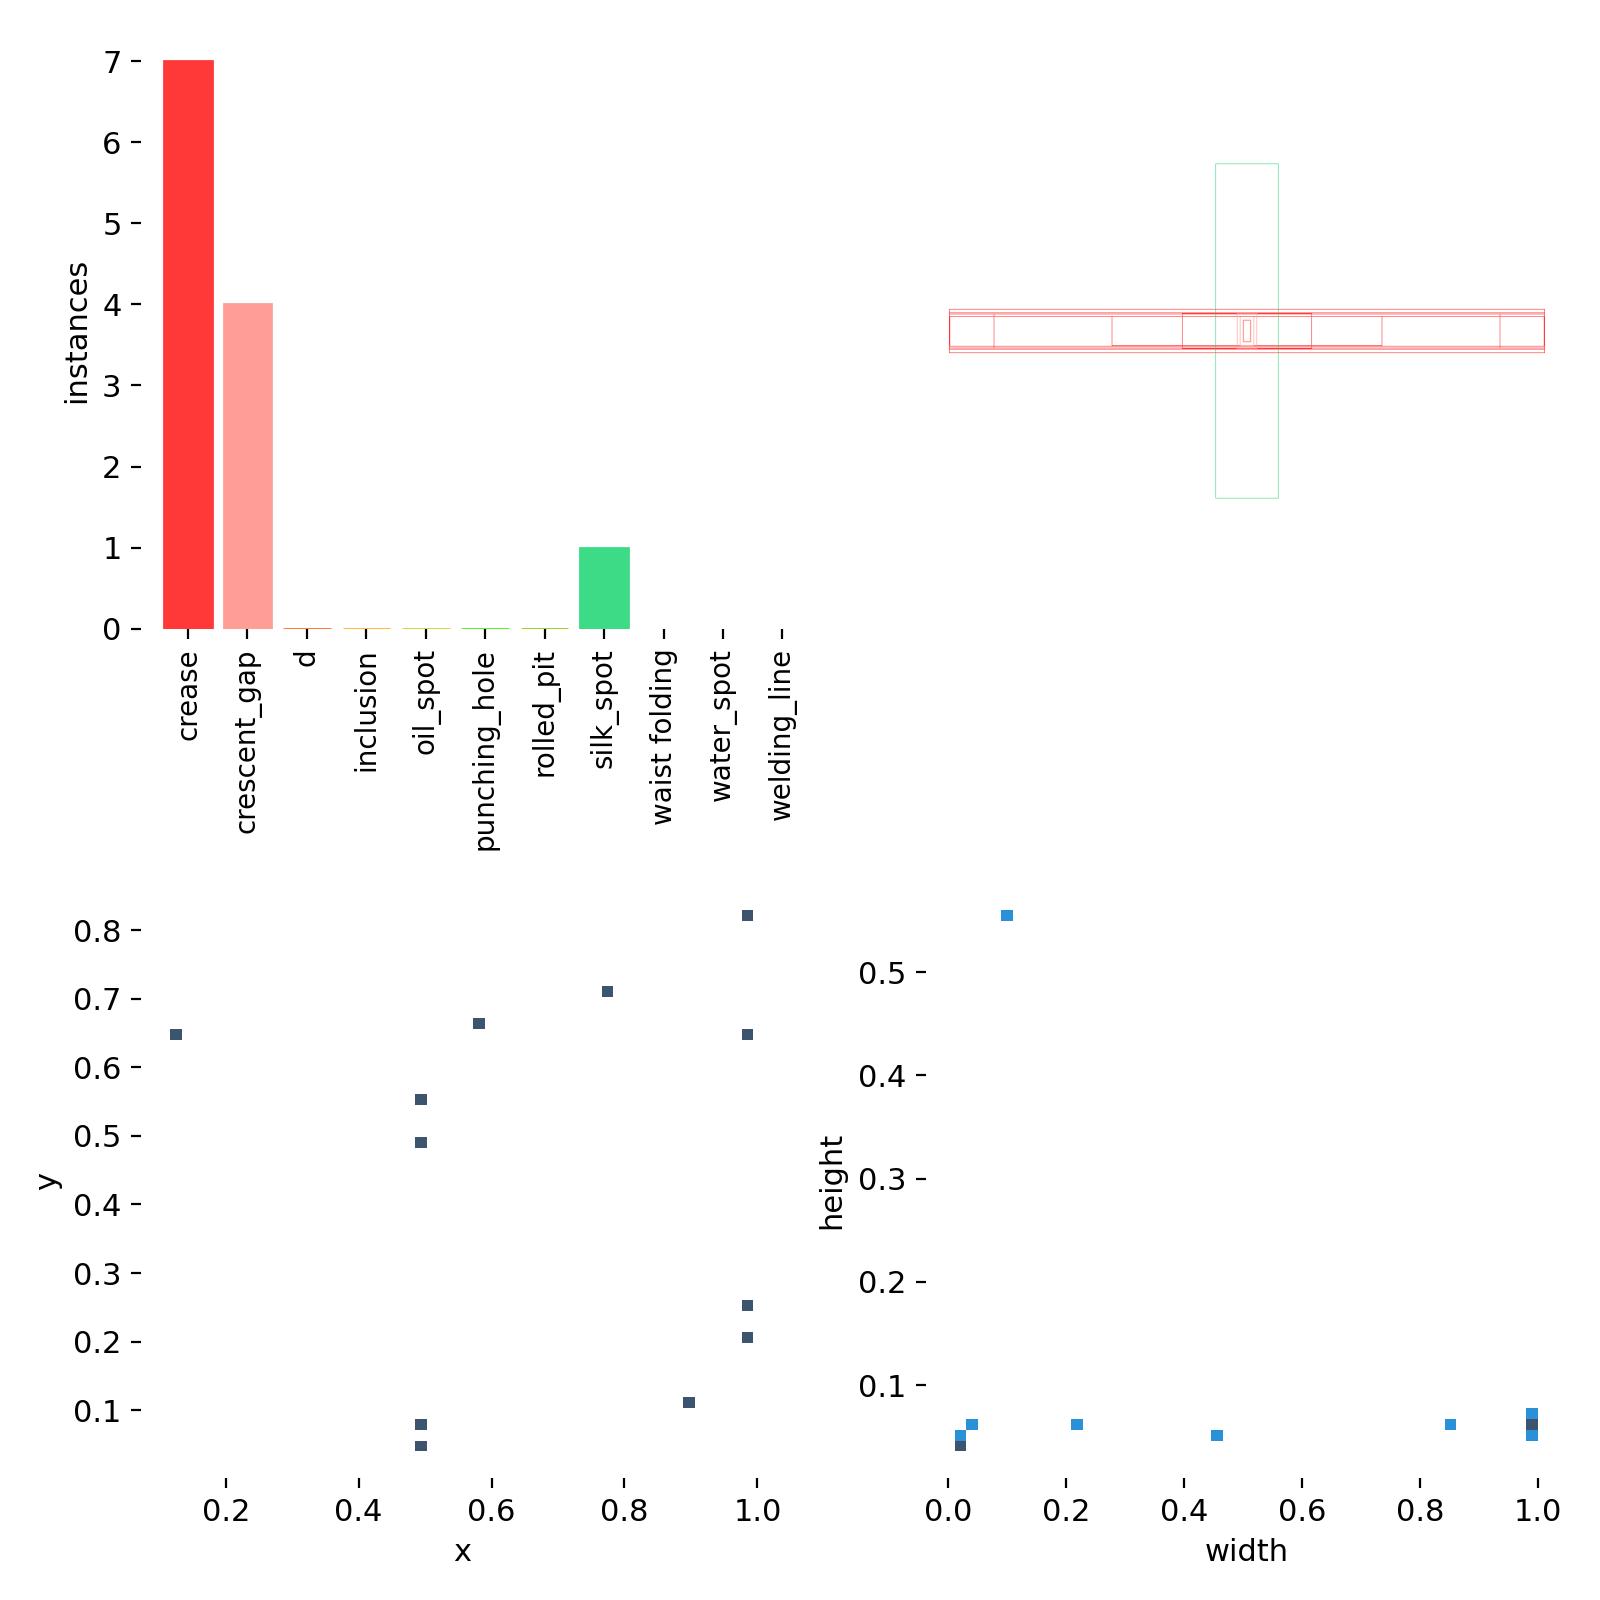 7
6
5
4
3
2
1
0
instances
crease
crescent_gap
d
inclusion
oil_spot
punching_hole
rolled_pit
silk_spot
waist folding
water_spot
welding_line
0.8
0.7
0.6
0.5
0.4
0.3
0.2
0.1
y
0.2 0.4 0.6 0.8 1.0
x
0.5
0.4
0.3
0.2
0.1
height
0.0 0.2 0.4 0.6 0.8 1.0
width